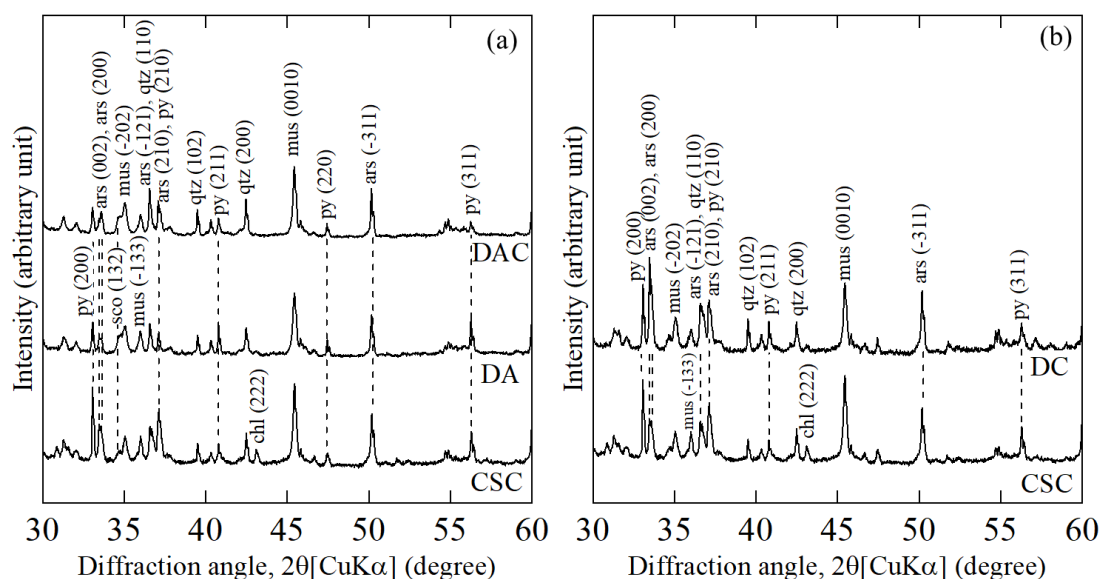 (a)
ars (002), ars (200)
mus (-202)
ars (-121), qtz (110)
ars (210), py (210)
qtz (102)
py (211)
qtz (200)
mus (0010)
py (220)
ars (-311)
py (311)
DAC
py (200)
sco (132)
mus (-133)
DA
chl (222)
CSC
30 35 40 45 50 55 60
Diffraction angle, 2θ[CuKα] (degree)
Intensity (arbitrary unit)
(b)
py (200)
ars (002), ars (200)
mus (-202)
ars (-121), qtz (110)
ars (210), py (210)
qtz (102)
py (211)
qtz (200)
mus (0010)
ars (-311)
py (311)
DC
mus (-133)
chl (222)
CSC
30 35 40 45 50 55 60
Diffraction angle, 2θ[CuKα] (degree)
Intensity (arbitrary unit)